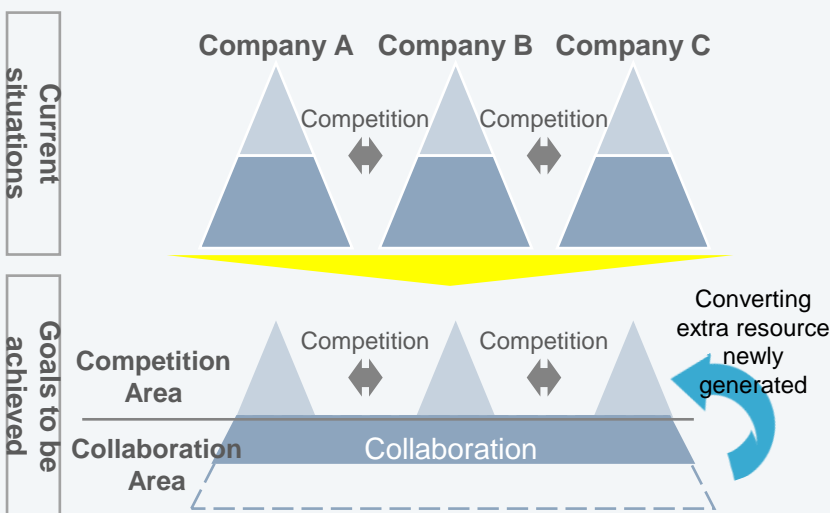 Company A Company B Company C
Current
situations
Competition Competition
Goals to be
achieved
Competition
Area
Competition Competition
Converting
extra resource
newly
generated
Collaboration
Area
Collaboration